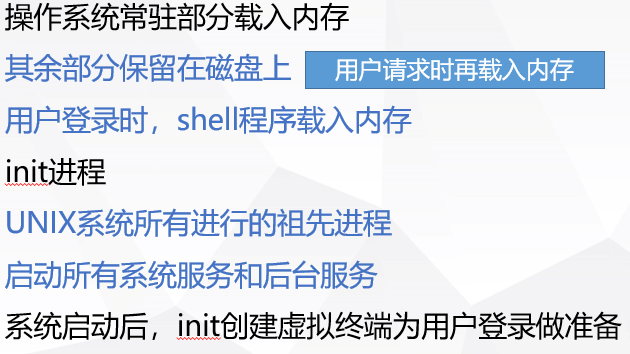 操作系统常驻部分载入内存
其余部分保留在磁盘上 用户请求时再载入内存
用户登录时，shell程序载入内存
init进程
UNIX系统所有进行的祖先进程
启动所有系统服务和后台服务
系统启动后，init创建虚拟终端为用户登录做准备